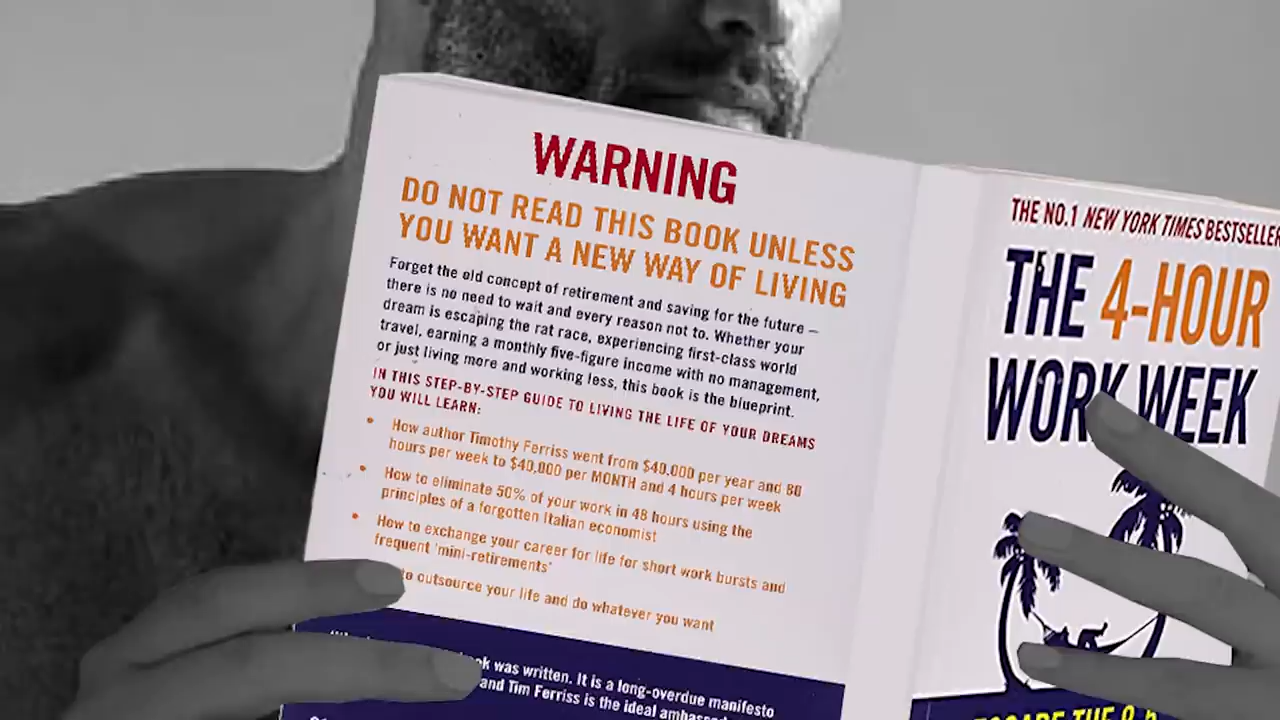 WARNING
DO NOT READ THIS BOOK UNLESS
YOU WANT A NEW WAY OF LIVING
Forget the old concept of retirement and saving for the future –
there is no need to wait and every reason not to. Whether your
dream is escaping the rat race, experiencing first-class world
travel, earning a monthly five-figure income with no management,
or just living more and working less, this book is the blueprint.
IN THIS STEP-BY-STEP GUIDE TO LIVING THE LIFE OF YOUR DREAMS
YOU WILL LEARN:
• How author Timothy Ferriss went from $40,000 per year and 80
hours per week to $40,000 per MONTH and 4 hours per week
• How to eliminate 50% of your work in 48 hours using the
principles of a forgotten Italian economist
• How to exchange your career for life for short work bursts and
frequent 'mini-retirements'
to outsource your life and do whatever you want
was written. It is a long-overdue manifesto
and Tim Ferriss is the ideal
THE NO.1 NEW YORK TIMES BESTSELLER
THE 4-HOUR
WORK WEEK
THE